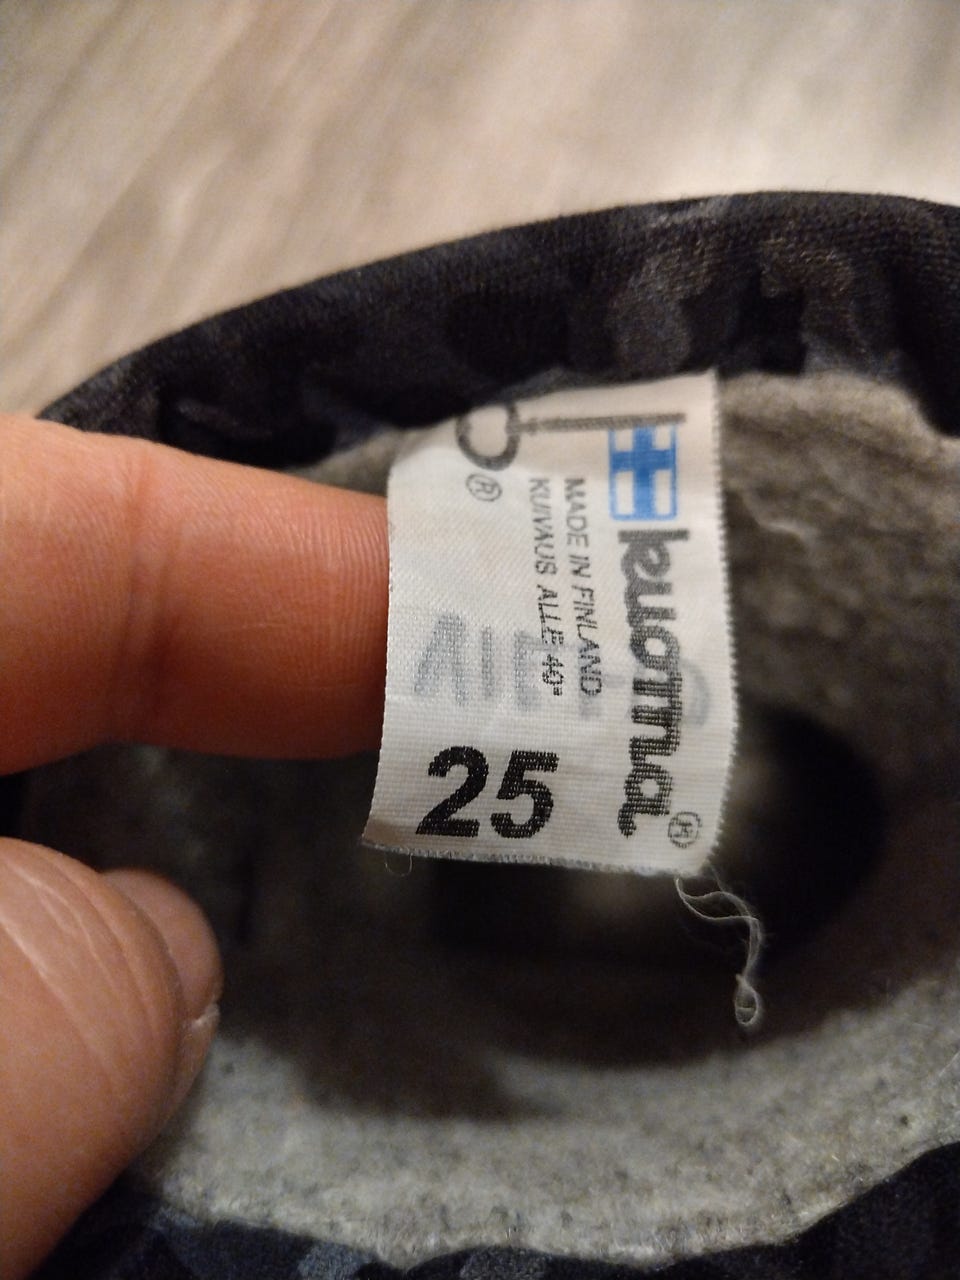 kuoma®
MADE IN FINLAND
KUIVAUS ALLE 40°
®
25